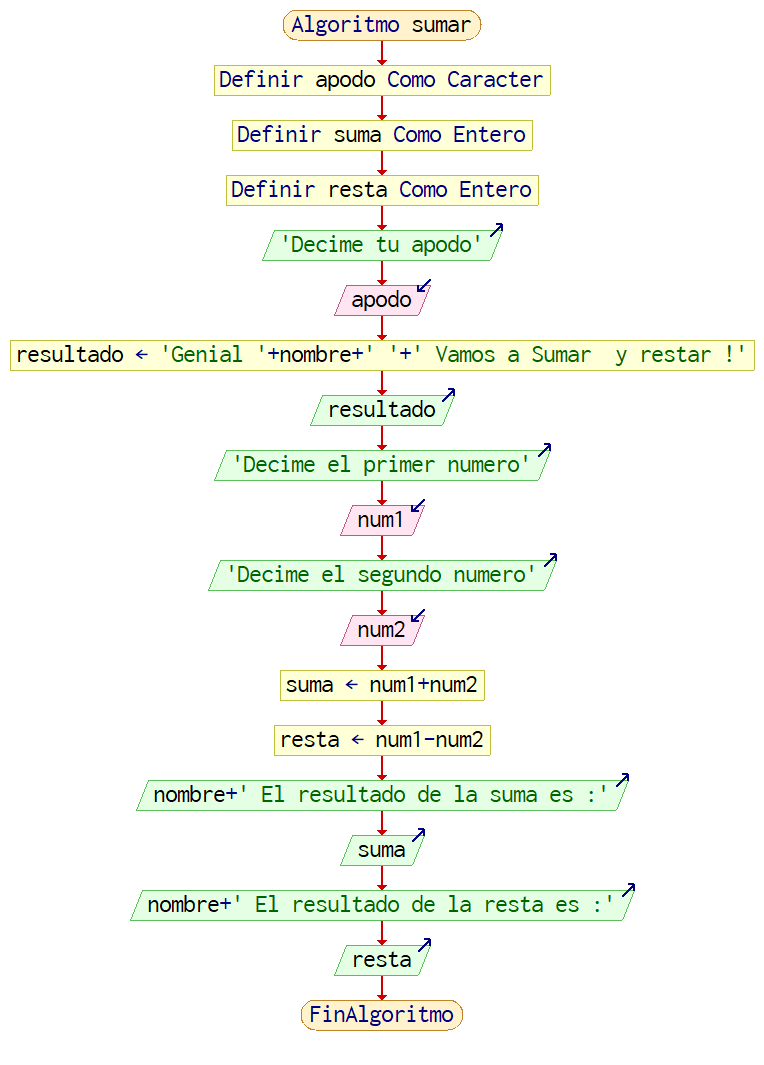 Algoritmo sumar
Definir apodo Como Caracter
Definir suma Como Entero
Definir resta Como Entero
'Decime tu apodo'
apodo
resultado ← 'Genial '+nombre+' '+' Vamos a Sumar  y restar !'
resultado
'Decime el primer numero'
num1
'Decime el segundo numero'
num2
suma ← num1+num2
resta ← num1-num2
nombre+' El resultado de la suma es :'
suma
nombre+' El resultado de la resta es :'
resta
FinAlgoritmo